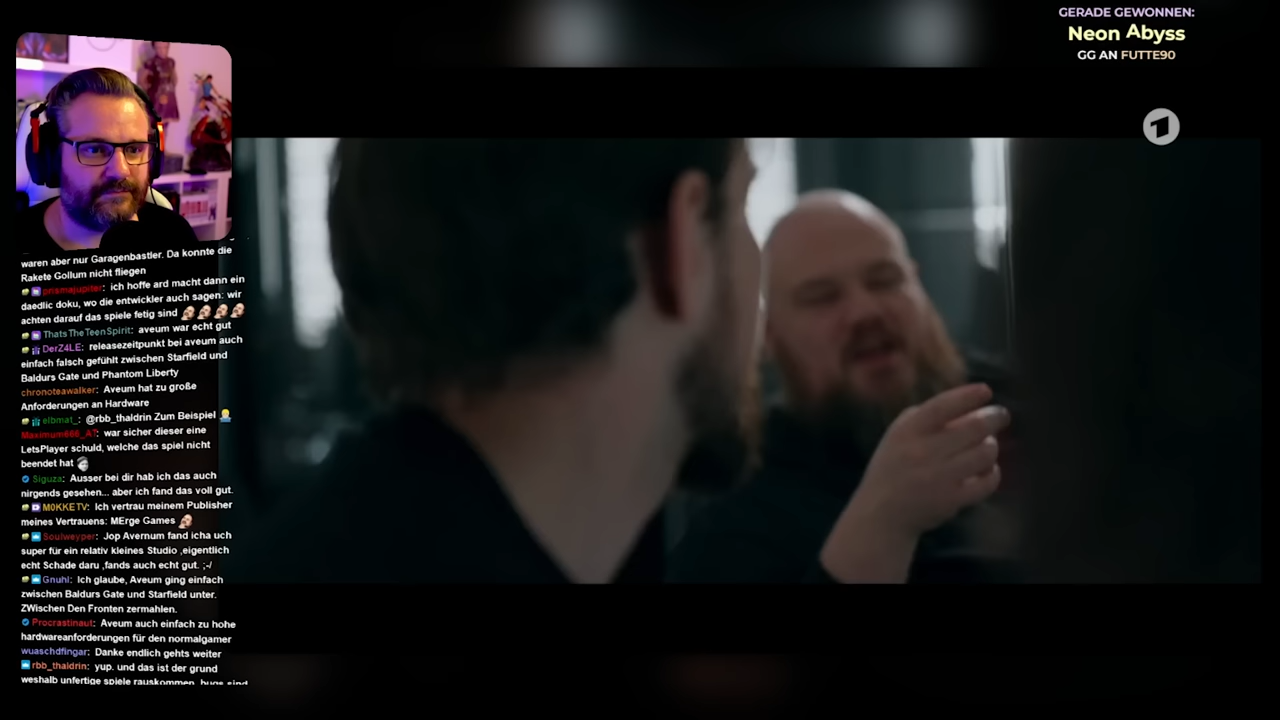 GERADE GEWONNEN:
Neon Abyss
GG AN FUTTE90
1
waren aber nur Garagenbastler. Da konnte die
Rakete Gollum nicht fliegen
prismajupiter: ich hoffe ard macht dann ein
daedlic doku, wo die entwickler auch sagen: wir
achten darauf das spiele fetig sind
ThatsTheTeenSpirit: aveum war echt gut
DerZ4LE: releasezeitpunkt bei aveum auch
einfach falsch gefühlt zwischen Starfield und
Baldurs Gate und Phantom Liberty
chronoteawalker: Aveum hat zu große
Anforderungen an Hardware
elbmat_: @rbb_thaldrin Zum Beispiel
Maximum666_AT: war sicher dieser eine
LetsPlayer schuld, welche das spiel nicht
beendet hat
Siguza: Ausser bei dir hab ich das auch
nirgends gesehen... aber ich fand das voll gut.
M0KKETV: Ich vertrau meinem Publisher
meines Vertrauens: MErge Games
Soulweyper: Jop Avernum fand icha uch
super für ein relativ kleines Studio ,eigentlich
echt Schade daru ,fands auch echt gut. ;-/
Gnuhl: Ich glaube, Aveum ging einfach
zwischen Baldurs Gate und Starfield unter.
ZWischen Den Fronten zermahlen.
Procrastinaut: Aveum auch einfach zu hohe
hardwareanforderungen für den normalgamer
wuaschdfingar: Danke endlich gehts weiter
rbb_thaldrin: yup. und das ist der grund
weshalb unfertige spiele rauskommen. bugs sind